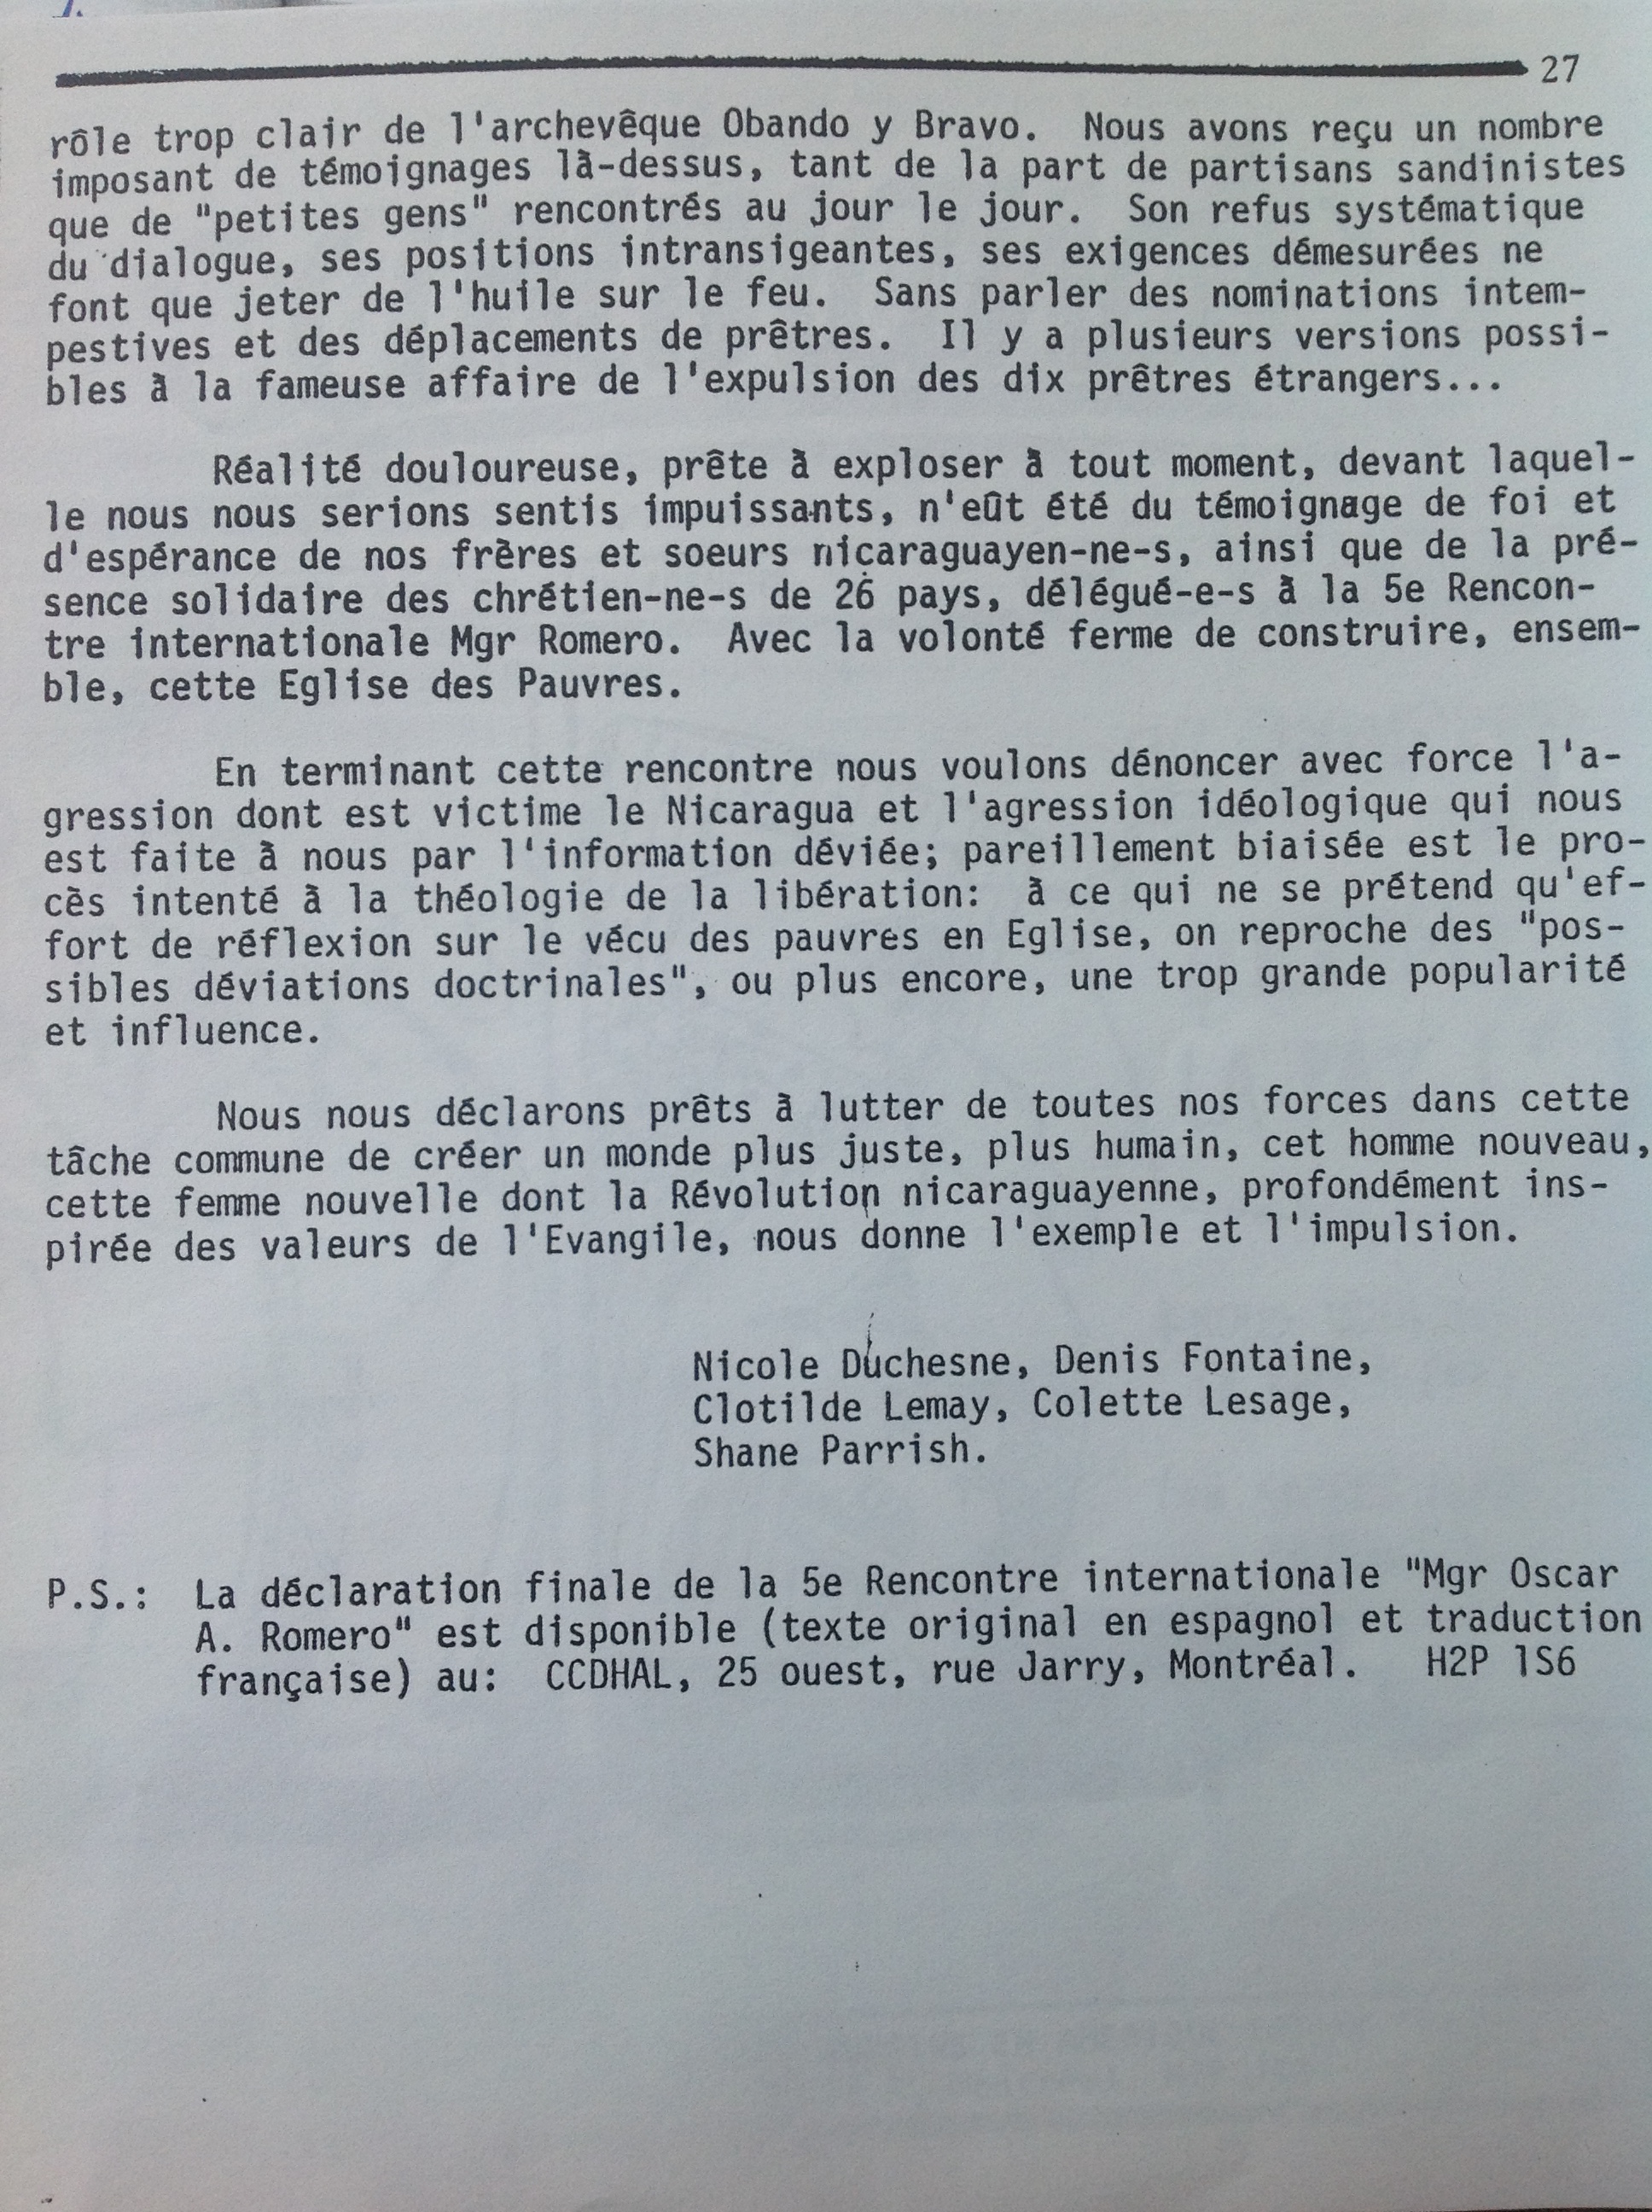 27
rôle trop clair de l'archevêque Obando y Bravo. Nous avons reçu un nombre
imposant de témoignages là-dessus, tant de la part de partisans sandinistes
que de "petites gens" rencontrés au jour le jour. Son refus systématique
du dialogue, ses positions intransigeantes, ses exigences démesurées ne
font que jeter de l'huile sur le feu. Sans parler des nominations intem-
pestives et des déplacements de prêtres. Il y a plusieurs versions possi-
bles à la fameuse affaire de l'expulsion des dix prêtres étrangers...
Réalité douloureuse, prête à exploser à tout moment, devant laquel-
le nous nous serions sentis impuissants, n'eût été du témoignage de foi et
d'espérance de nos frères et soeurs nicaraguayen-ne-s, ainsi que de la pré-
sence solidaire des chrétien-ne-s de 26 pays, délégué-e-s à la 5e Rencon-
tre internationale Mgr Romero. Avec la volonté ferme de construire, ensem-
ble, cette Eglise des Pauvres.
En terminant cette rencontre nous voulons dénoncer avec force l'a-
gression dont est victime le Nicaragua et l'agression idéologique qui nous
est faite à nous par l'information déviée; pareillement biaisée est le pro-
cès intenté à la théologie de la libération: à ce qui ne se prétend qu'ef-
fort de réflexion sur le vécu des pauvres en Eglise, on reproche des "pos-
sibles déviations doctrinales", ou plus encore, une trop grande popularité
et influence.
Nous nous déclarons prêts à lutter de toutes nos forces dans cette
tâche commune de créer un monde plus juste, plus humain, cet homme nouveau,
cette femme nouvelle dont la Révolution nicaraguayenne, profondément ins-
pirée des valeurs de l'Evangile, nous donne l'exemple et l'impulsion.
Nicole Duchesne, Denis Fontaine,
Clotilde Lemay, Colette Lesage,
Shane Parrish.
P.S.: La déclaration finale de la 5e Rencontre internationale "Mgr Oscar
A. Romero" est disponible (texte original en espagnol et traduction
française) au: CCDHAL, 25 ouest, rue Jarry, Montréal. H2P 1S6